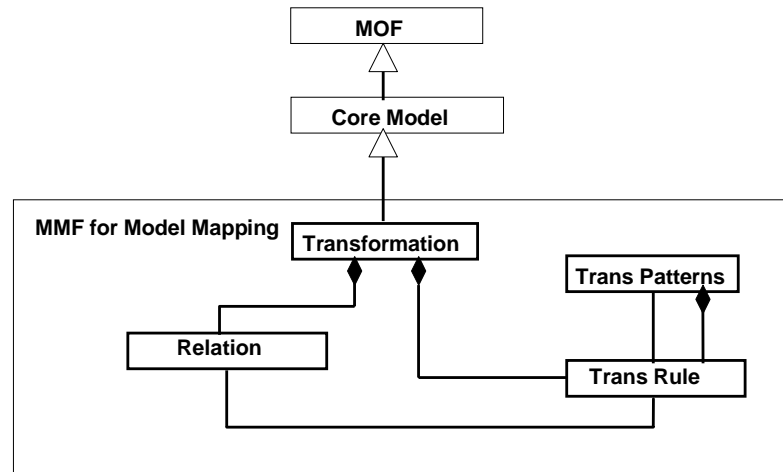 MOF
Core Model
MMF for Model Mapping
Transformation
Trans Patterns
Relation
Trans Rule